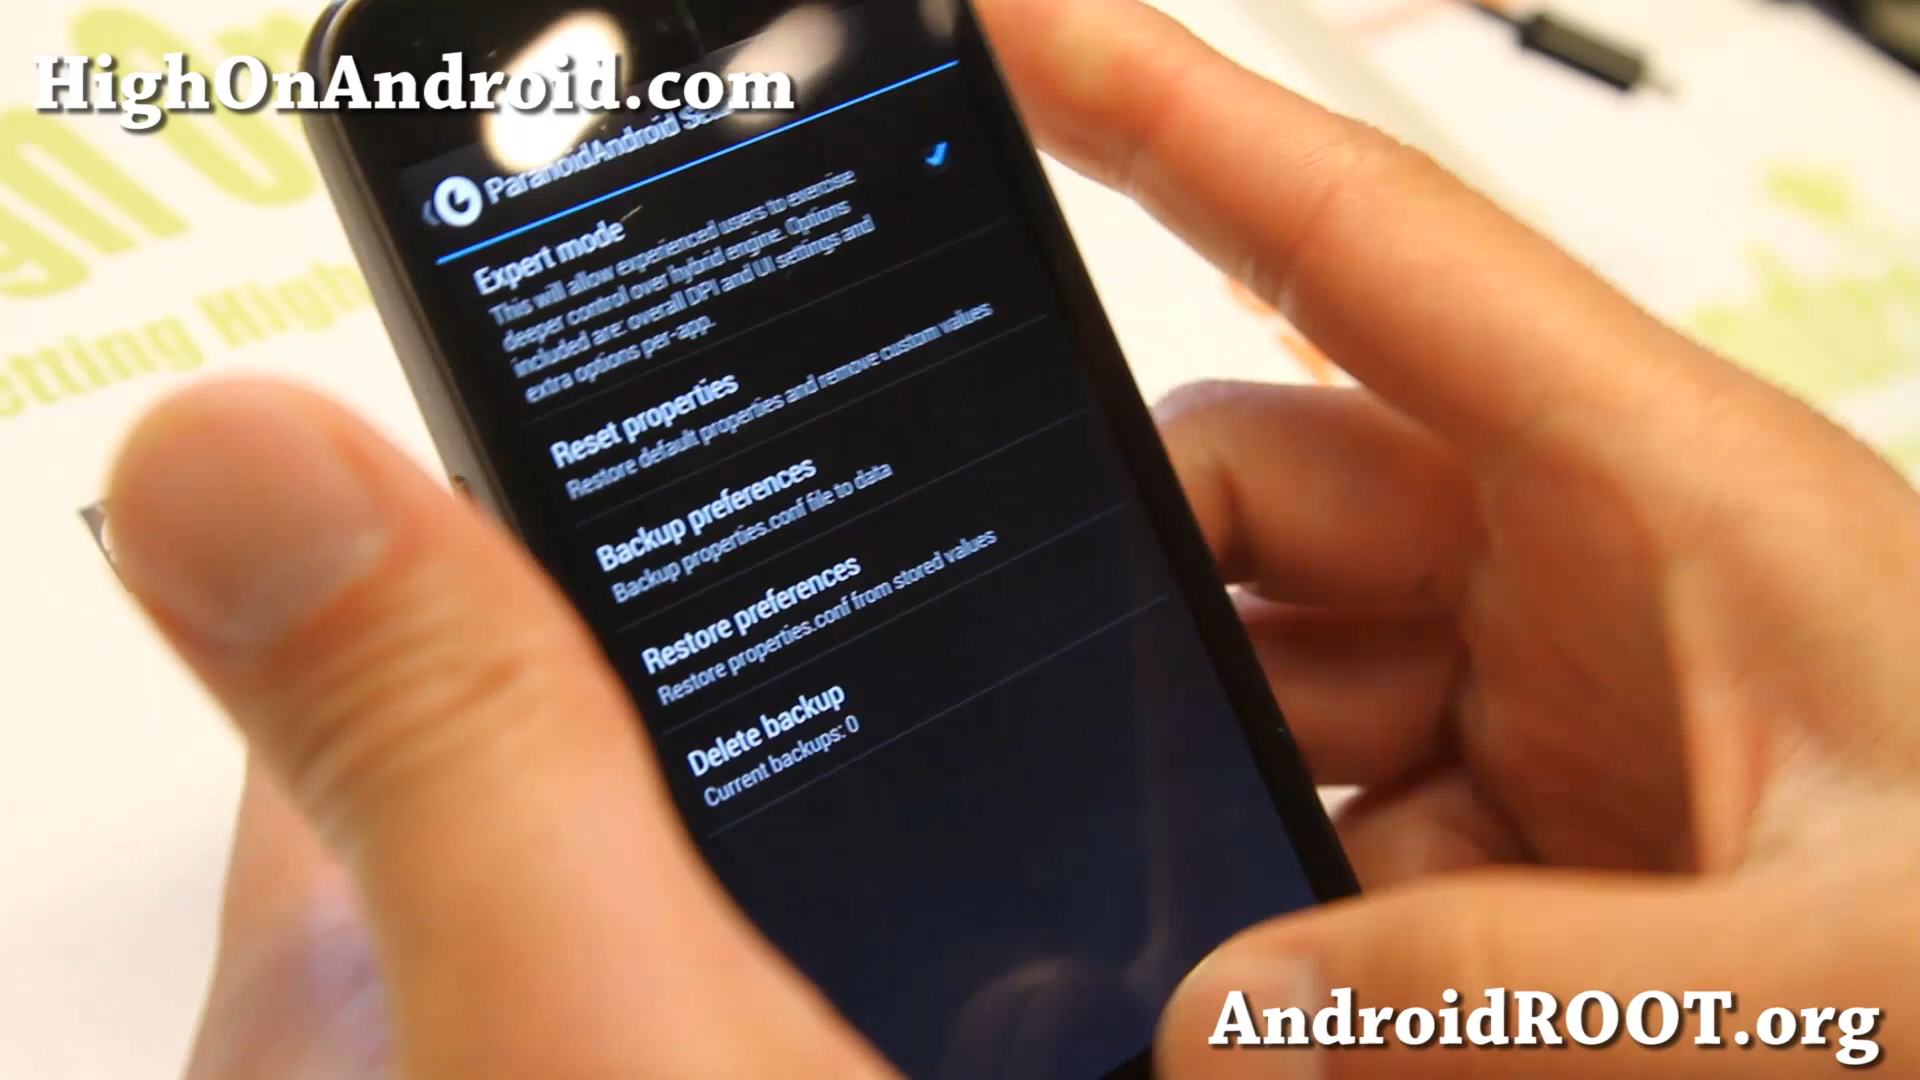 HighOnAndroid.com
ParanoidAndroid
Expert mode
This will allow experienced users to exercise
deeper control over hybrid engine. Options
included are: overall DPI and UI settings and
extra options per-app.
Reset properties
Restore default properties and remove custom values
Backup preferences
Backup properties.conf file to data
Restore preferences
Restore properties.conf from stored values
Delete backup
Current backups: 0
etting High
AndroidROOT.org